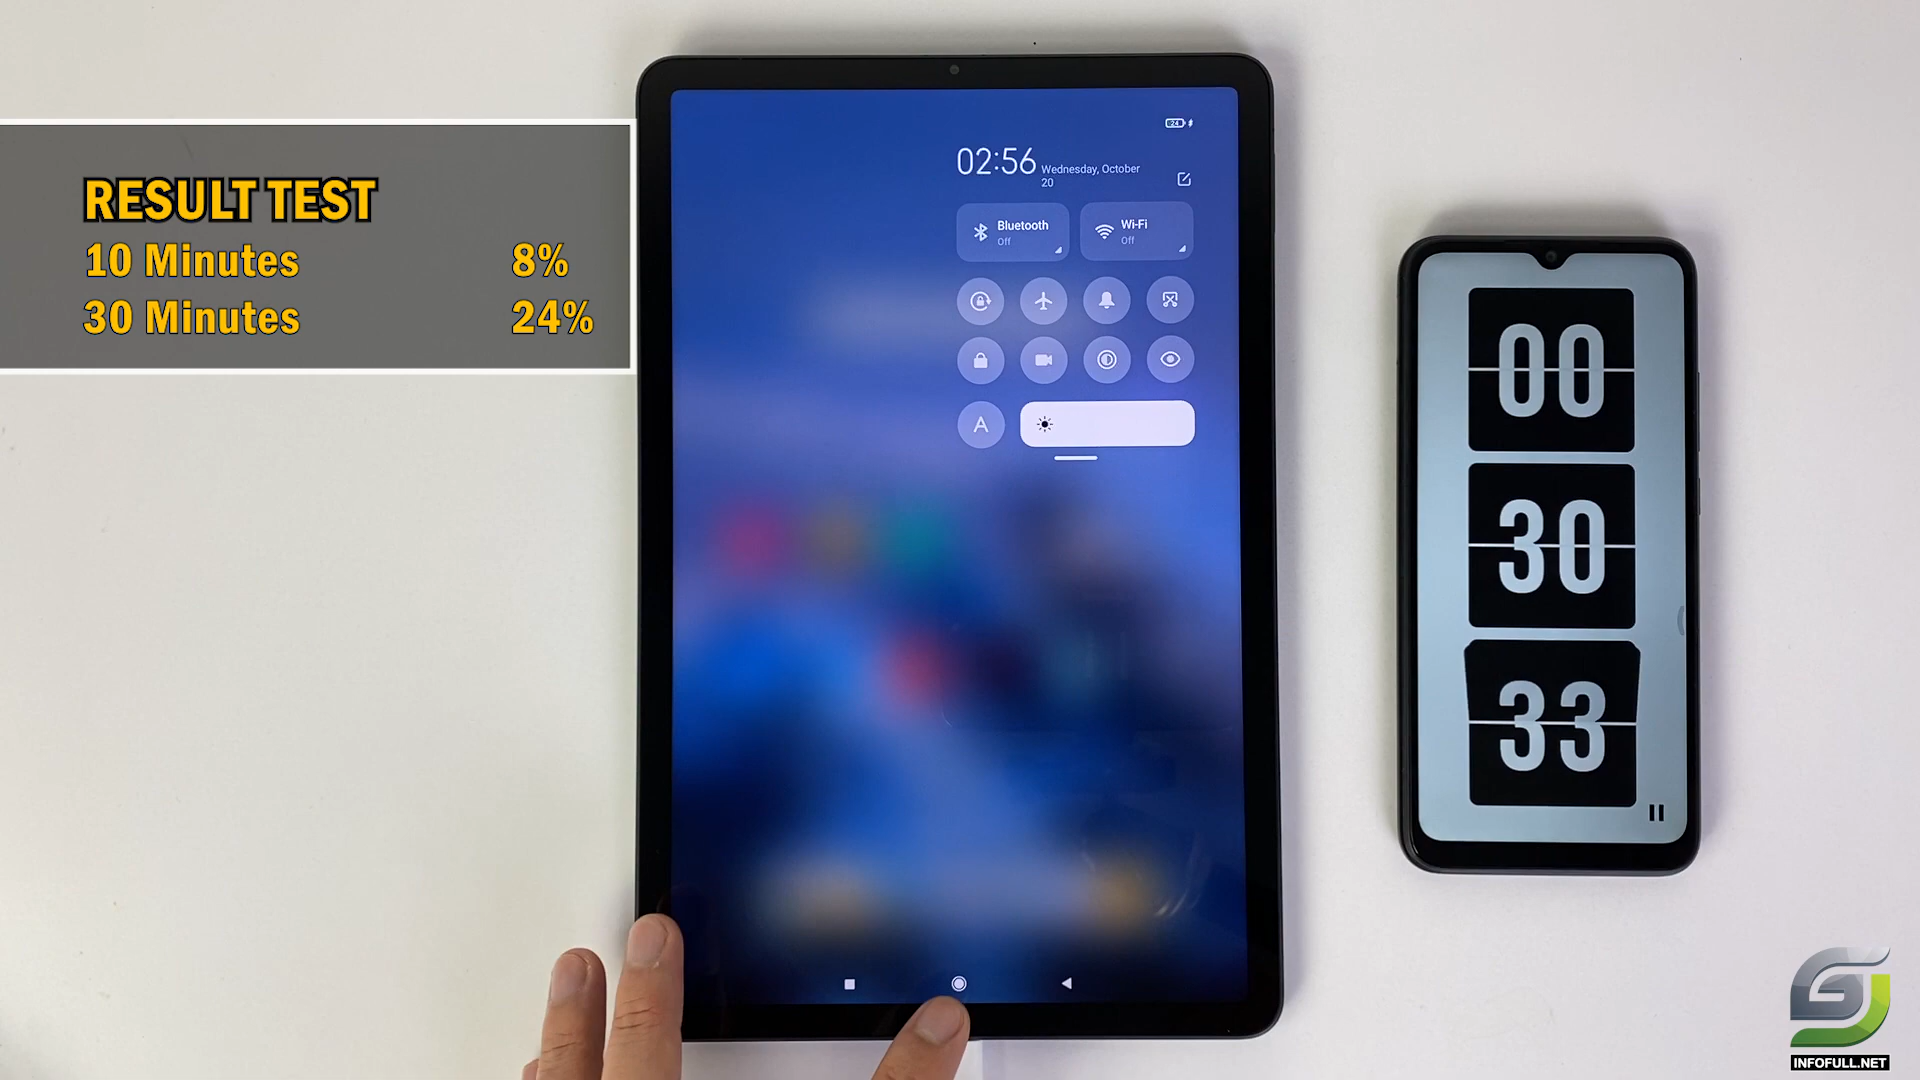 RESULT TEST
10 Minutes 8%
30 Minutes 24%
24
02:56 Wednesday, October
20
Bluetooth
Off
Wi-Fi
Off
A
00
30
33
INFOFULL.NET